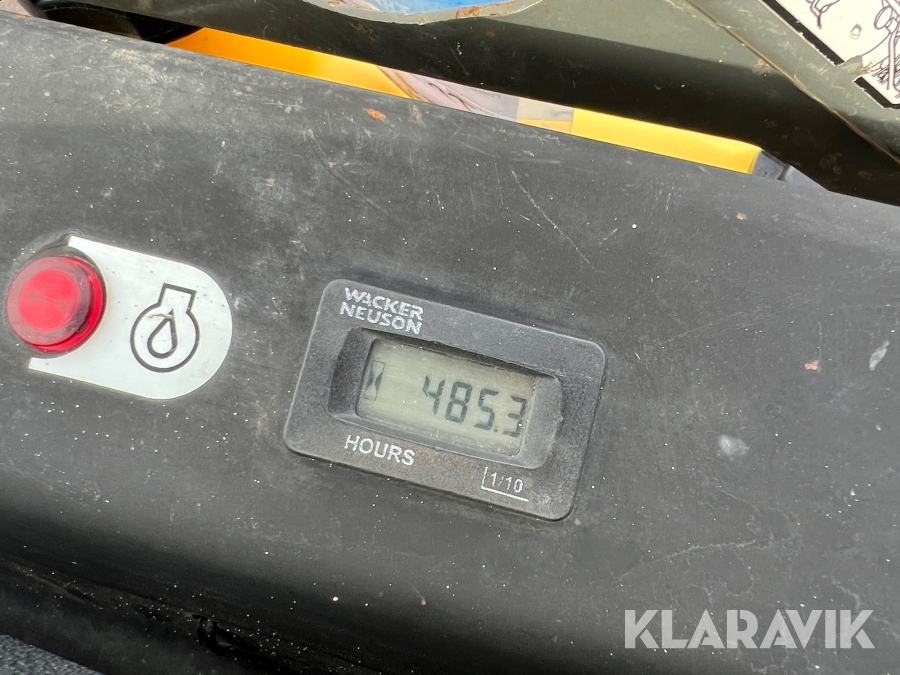 WACKER
NEUSON
485.3
HOURS
1/10
KLARAVIK